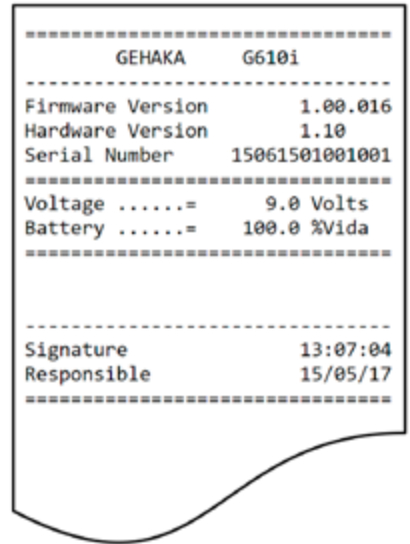 ================================
GEHAKA G610i
--------------------------------
Firmware Version 1.00.016
Hardware Version 1.10
Serial Number 15061501001001
================================
Voltage ......= 9.0 Volts
Battery ......= 100.0 %Vida
================================
--------------------------------
Signature 13:07:04
Responsible 15/05/17
================================